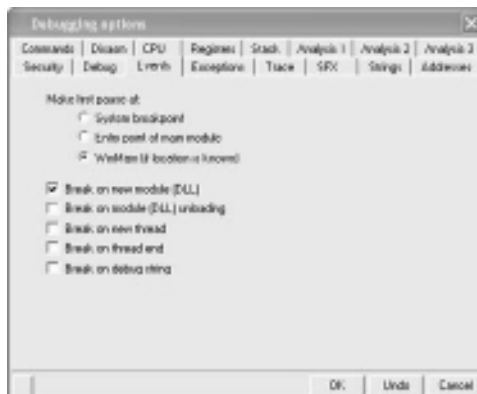 Debugging options
Commands Disasm CPU Registers Stack Analysis 1 Analysis 2 Analysis 3
Security Debug Events Exceptions Trace SFX Strings Addresses
Make first pause at:
System breakpoint
Entry point of main module
WinMain (if location is known)
Break on new module (DLL)
Break on module (DLL) unloading
Break on new thread
Break on thread end
Break on debug string
OK Undo Cancel